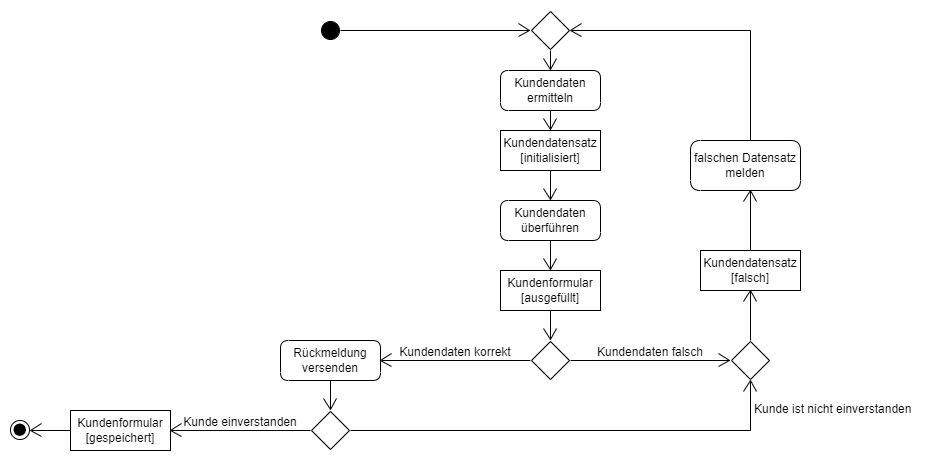 Kundendaten
ermitteln
Kundendatensatz
[initialisiert]
falschen Datensatz
melden
Kundendaten
überführen
Kundendatensatz
[falsch]
Kundenformular
[ausgefüllt]
Rückmeldung
versenden
Kundendaten korrekt
Kundendaten falsch
Kunde ist nicht einverstanden
Kundenformular
[gespeichert]
Kunde einverstanden